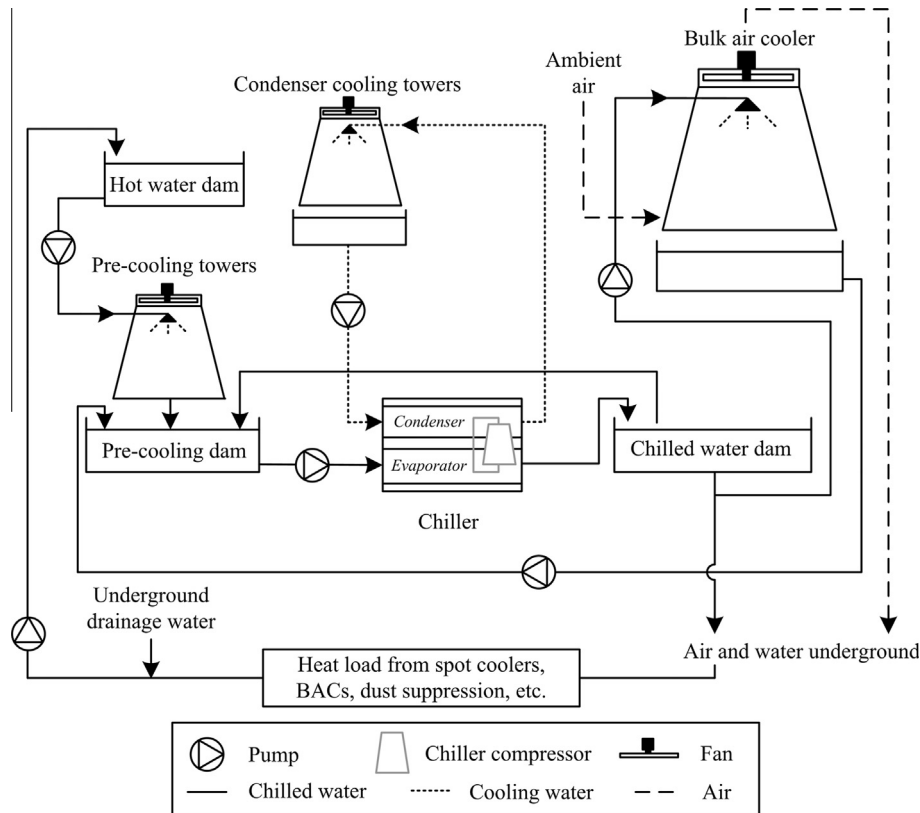 Bulk air cooler
Ambient
air
Condenser cooling towers
Hot water dam
Pre-cooling towers
Condenser
Pre-cooling dam
Evaporator
Chilled water dam
Chiller
Underground
drainage water
Air and water underground
Heat load from spot coolers,
BACs, dust suppression, etc.
Pump
Chiller compressor
Fan
Chilled water
Cooling water
Air